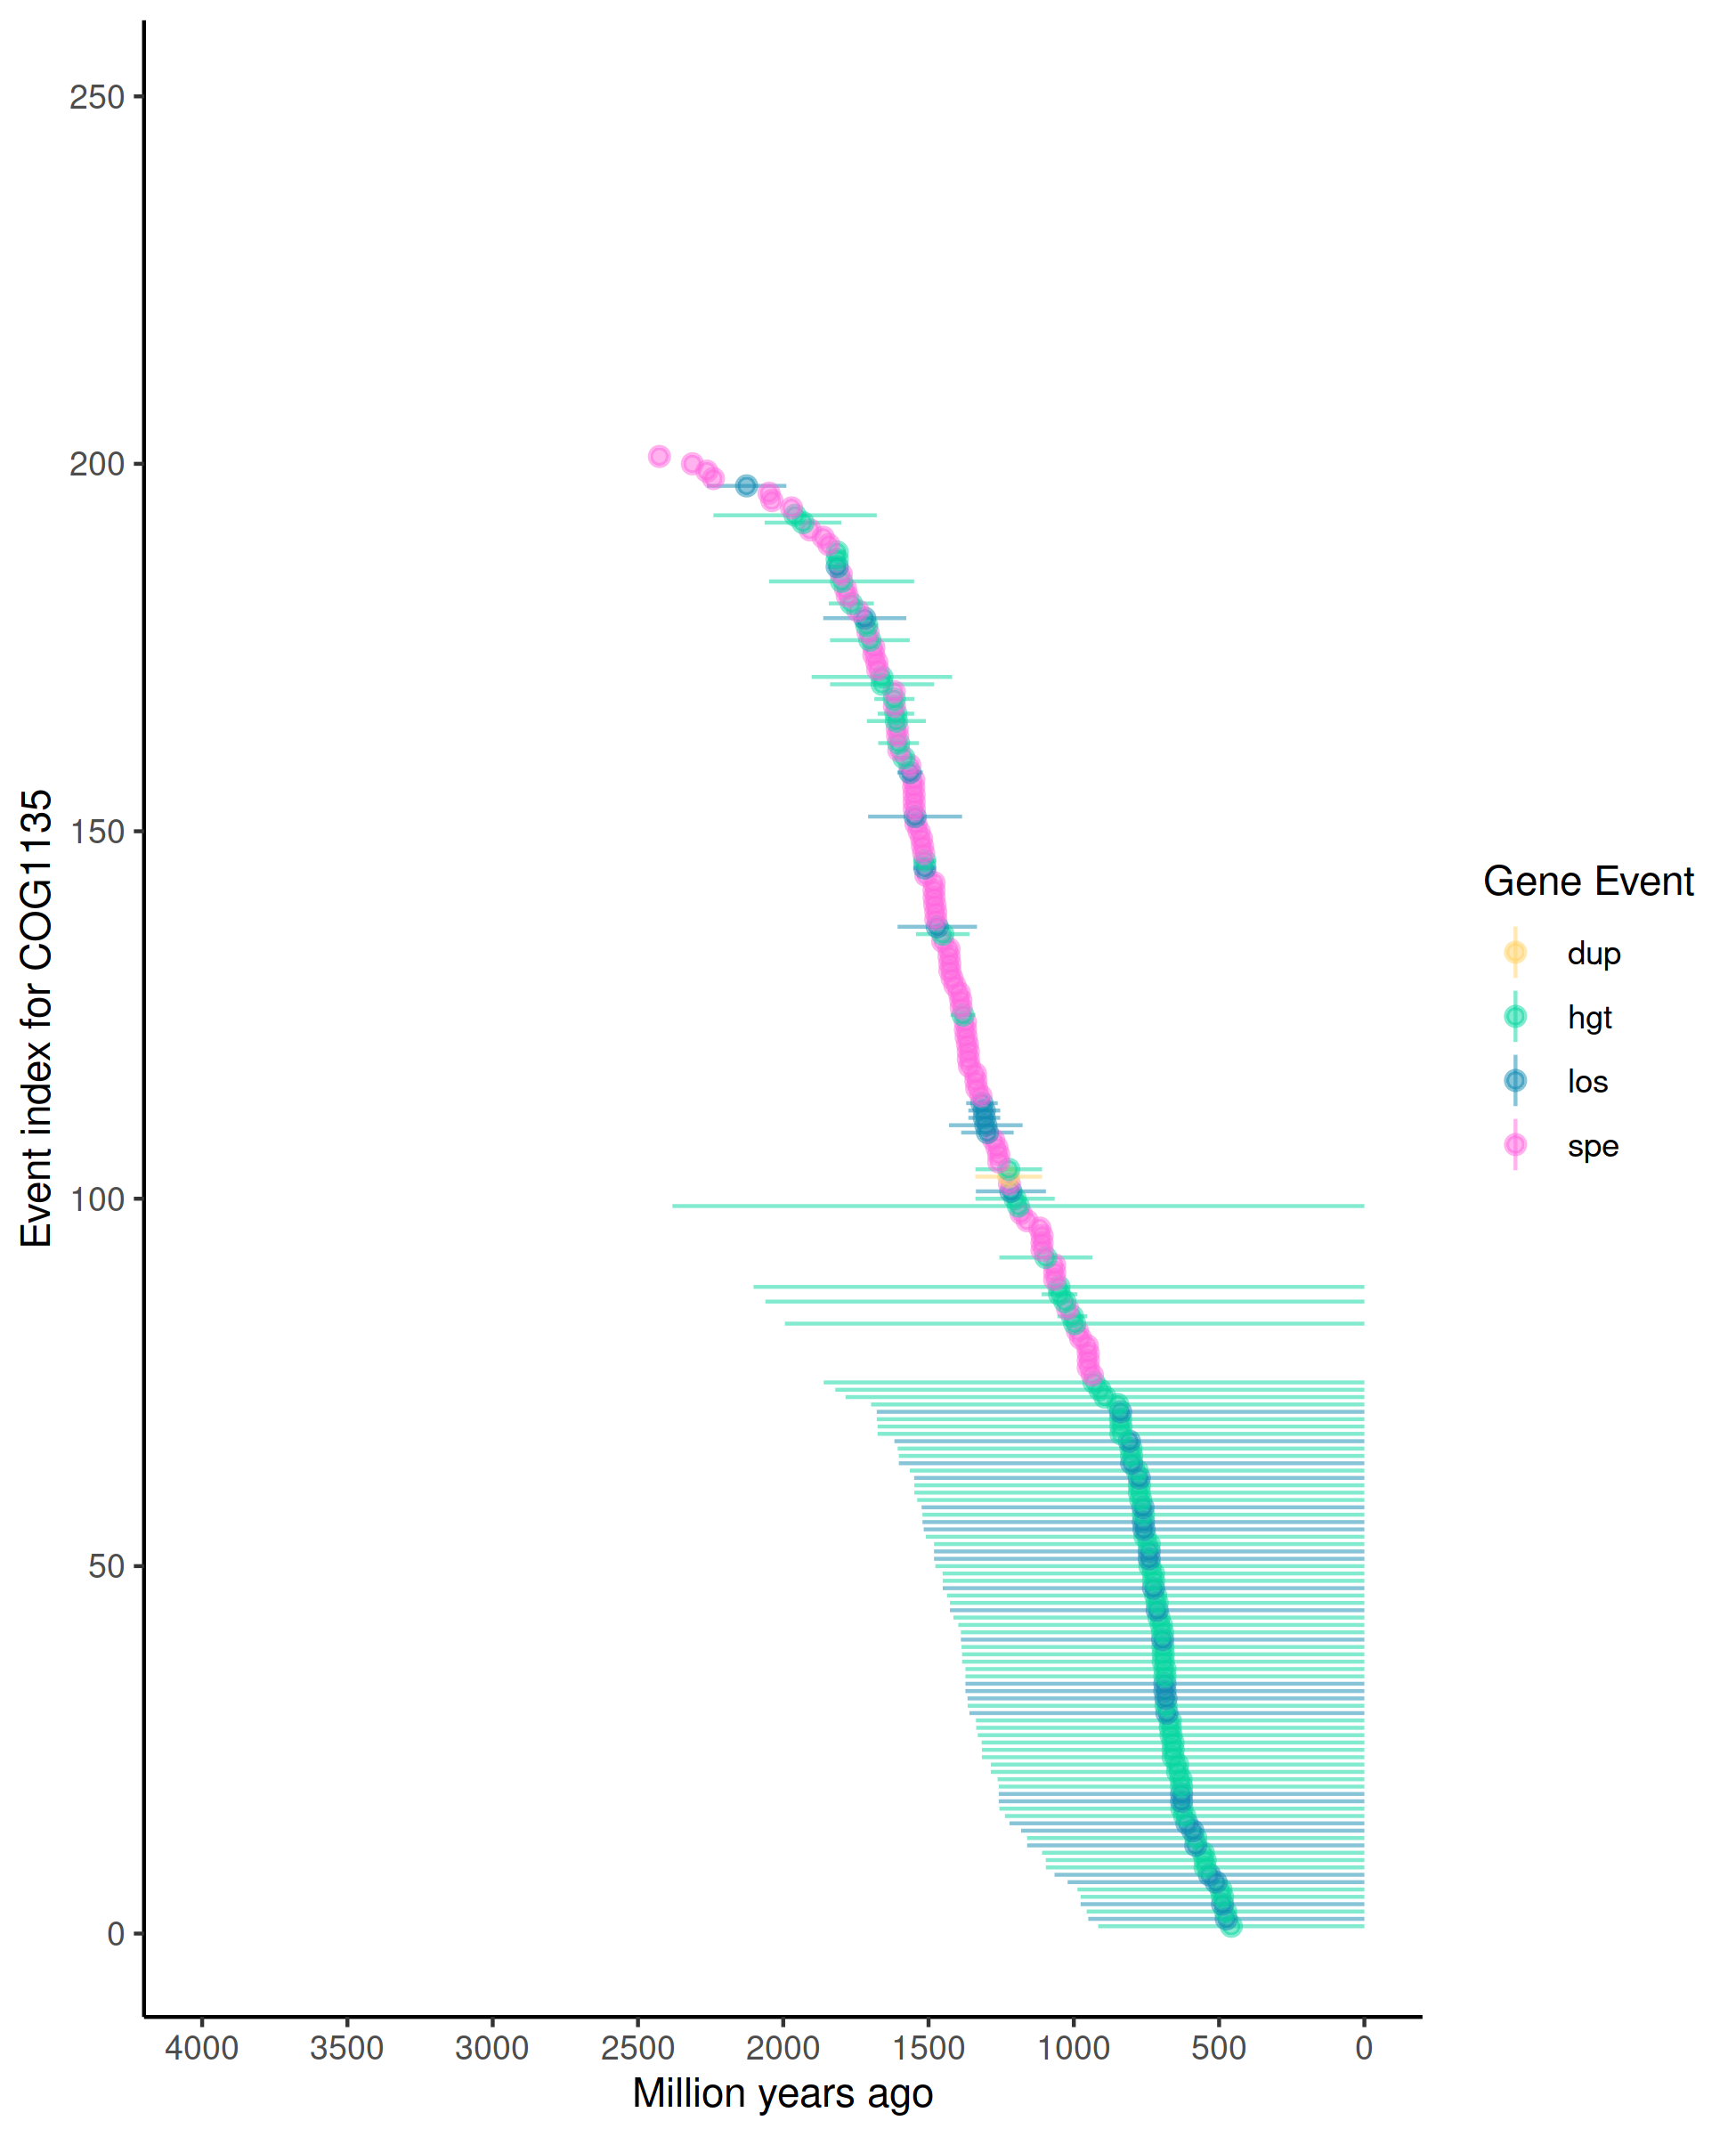 Event index for COG1135
250
200
150
100
50
0
4000 3500 3000 2500 2000 1500 1000 500 0
Million years ago
Gene Event
dup
hgt
los
spe